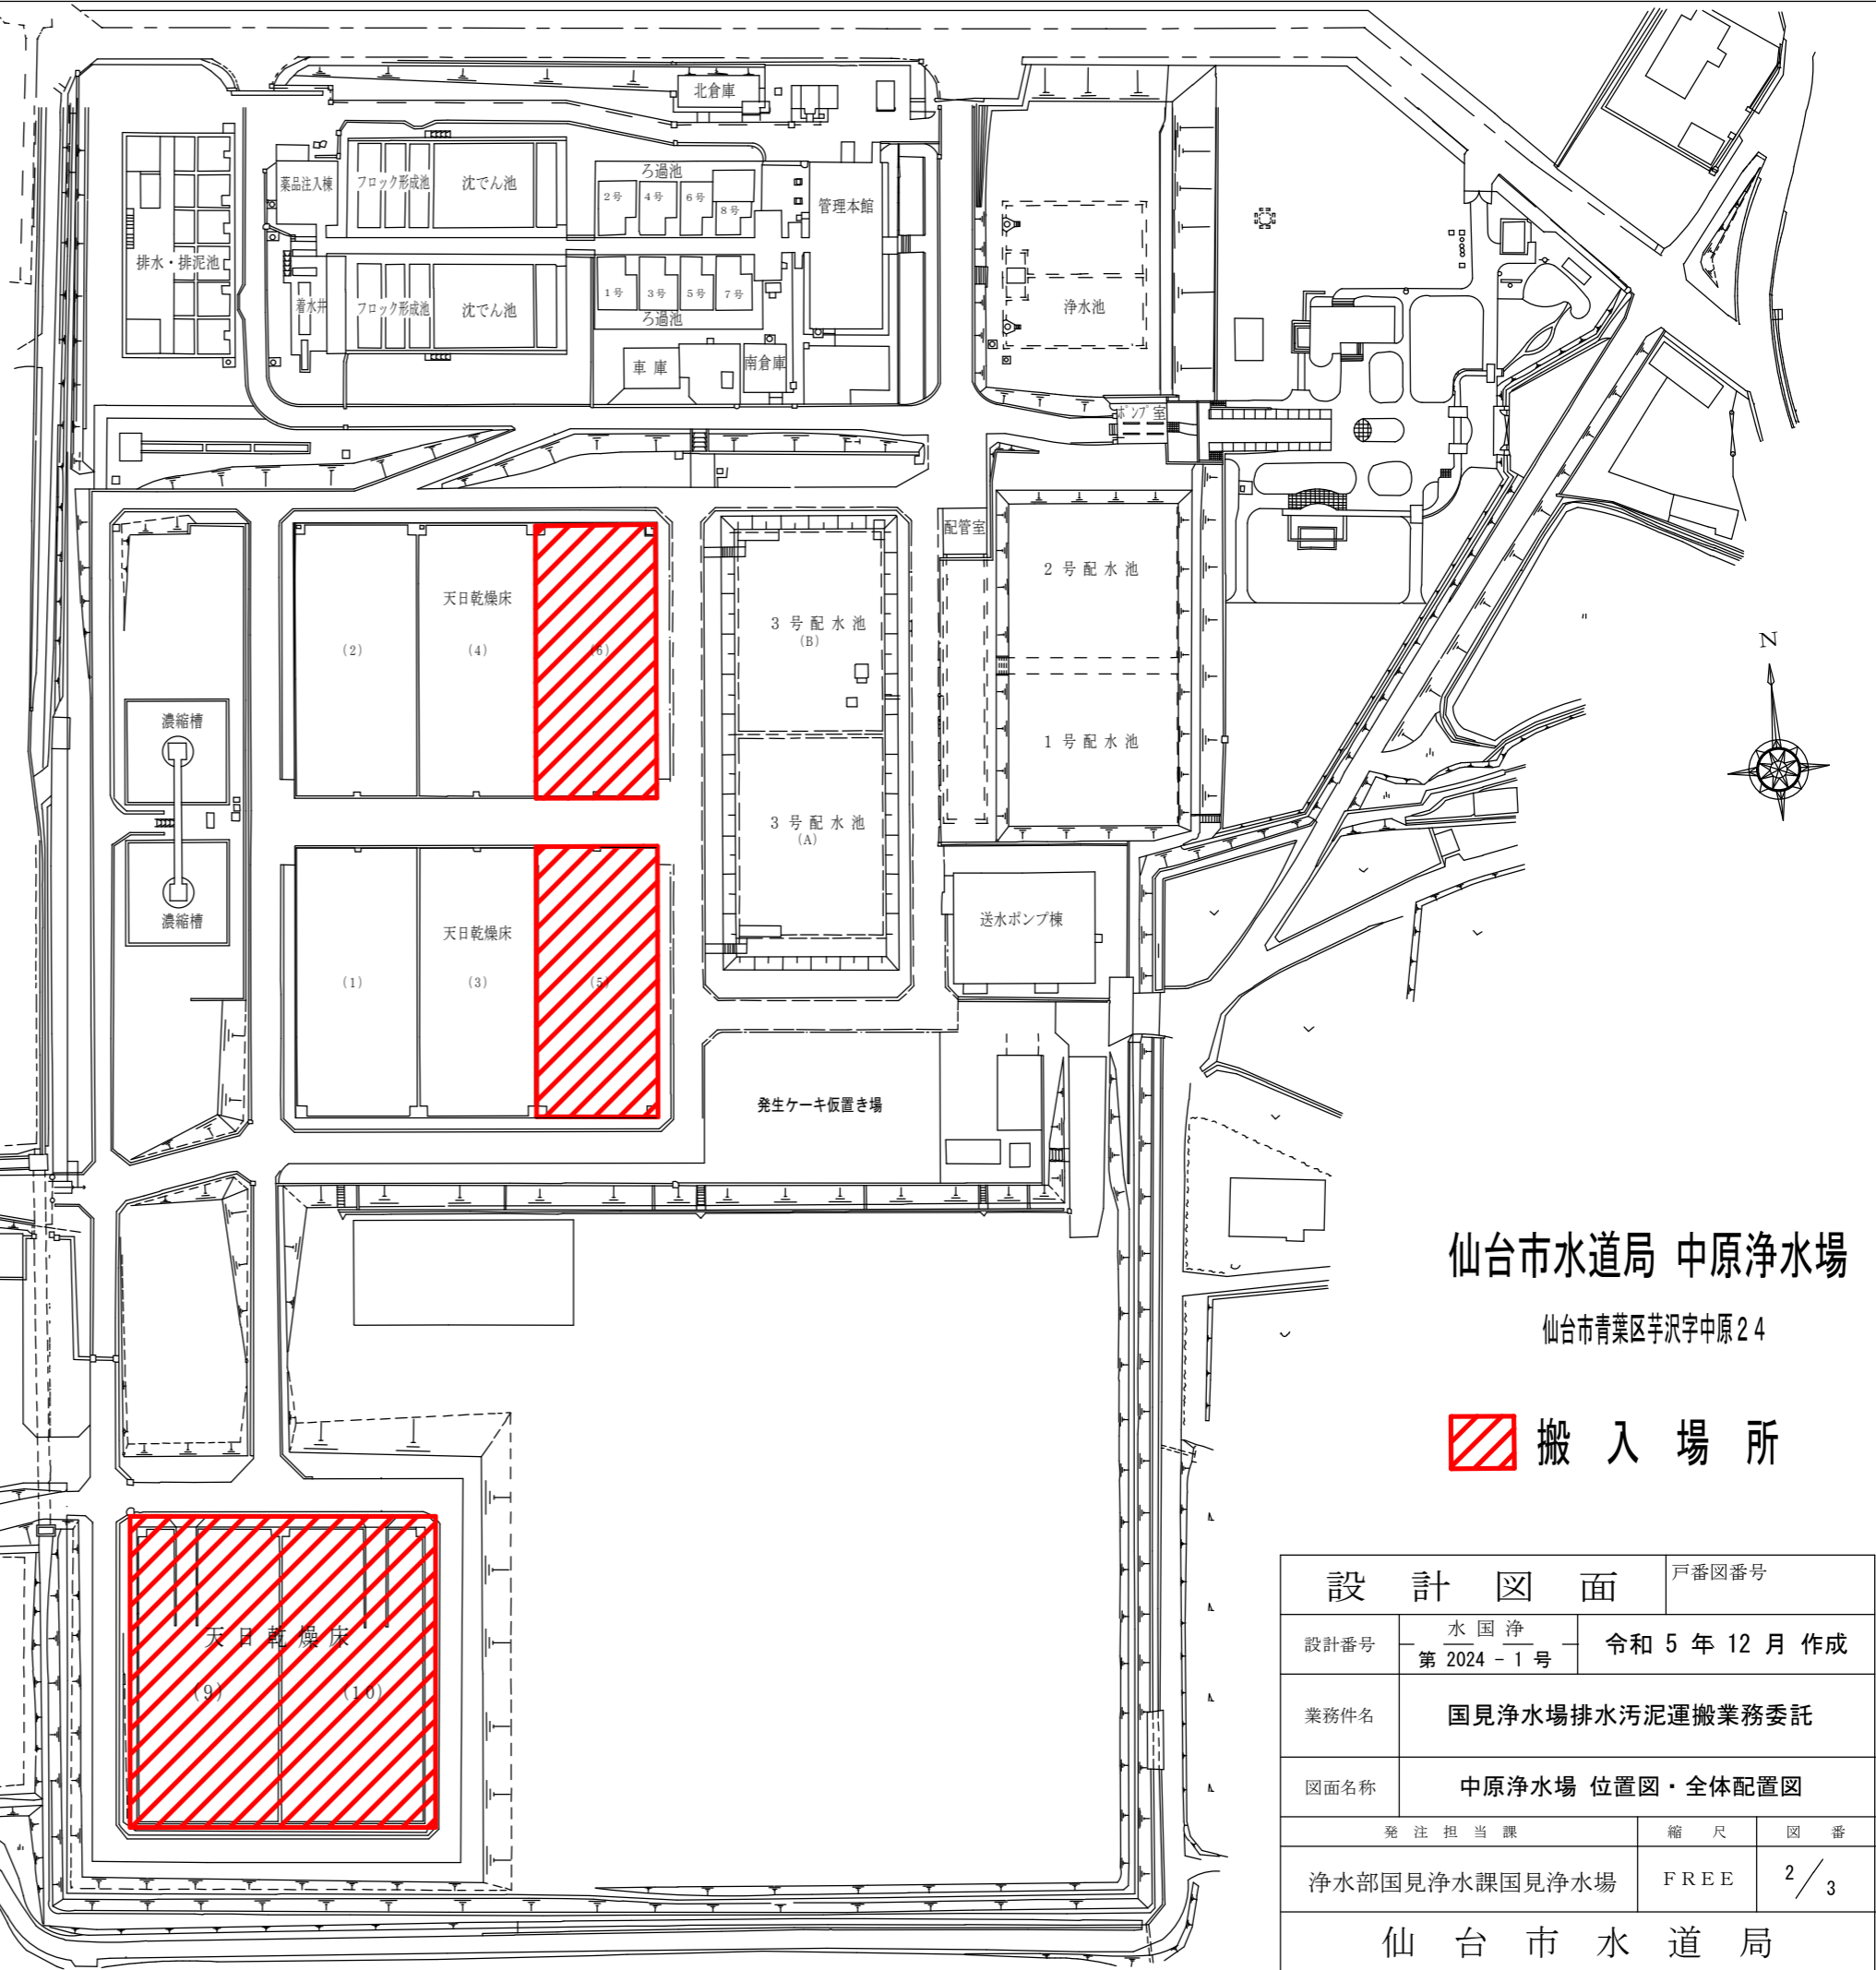 北倉庫
薬品注入棟
フロック形成池
沈でん池
ろ過池
2号
4号
6号
8号
管理本館
排水・排泥池
着水井
フロック形成池
沈でん池
1号
3号
5号
7号
ろ過池
浄水池
車庫
南倉庫
ポンプ室
配管室
2号配水池
天日乾燥床
(2)
(4)
(6)
3号配水池
(B)
N
濃縮槽
1号配水池
3号配水池
(A)
濃縮槽
天日乾燥床
(1)
(3)
(5)
送水ポンプ棟
発生ケーキ仮置き場
仙台市水道局 中原浄水場
仙台市青葉区芋沢字中原24
搬入場所
天日乾燥床
(9)
(10)
設計図面
戸番図番号
設計番号
水国浄
第 2024 - 1 号
令和 5 年 12 月 作成
業務件名
国見浄水場排水汚泥運搬業務委託
図面名称
中原浄水場 位置図・全体配置図
発注担当課
縮尺
図番
浄水部国見浄水課国見浄水場
FREE
2/3
仙台市水道局